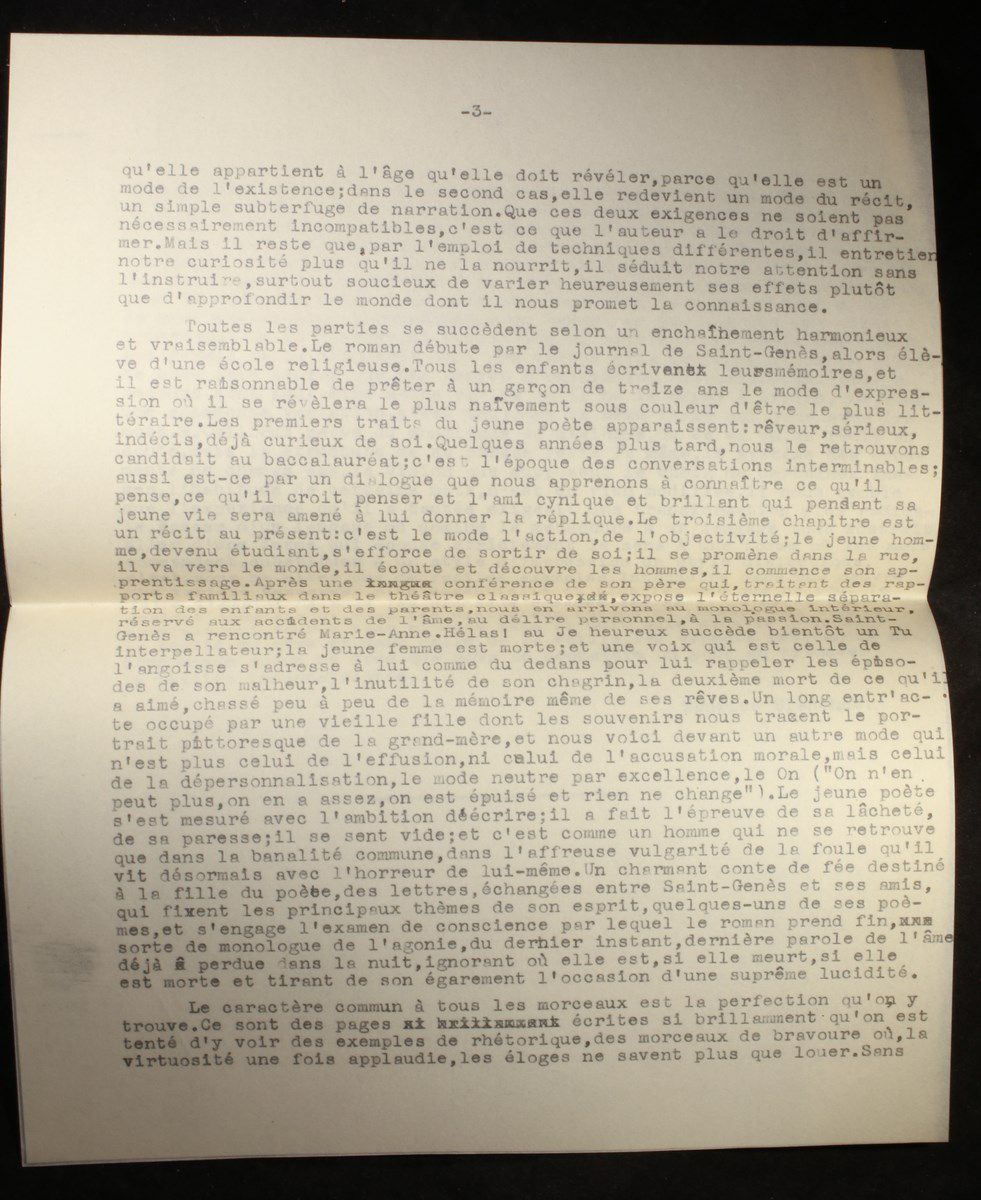 -3-
qu'elle appartient à l'âge qu'elle doit révéler,parce qu'elle est un
mode de l'existence;dans le second cas,elle redevient un mode du récit,
un simple subterfuge de narration.Que ces deux exigences ne soient pas
nécessairement incompatibles,c'est ce que l'auteur a le droit d'affir-
mer.Mais il reste que,par l'emploi de techniques différentes,il entretien
notre curiosité plus qu'il ne la nourrit,il séduit notre attention sans
l'instruire,surtout soucieux de varier heureusement ses effets plutôt
que d'approfondir le monde dont il nous promet la connaissance.
Toutes les parties se succèdent selon un enchaînement harmonieux
et vraisemblable.Le roman débute par le journal de Saint-Genès,alors élè-
ve d'une école religieuse.Tous les enfants écrivent leurs mémoires,et
il est raisonnable de prêter à un garçon de treize ans le mode d'expres-
sion où il se révèlera le plus naïvement sous couleur d'être le plus lit-
téraire.Les premiers traits du jeune poète apparaissent:rêveur,sérieux,
indécis,déjà curieux de soi.Quelques années plus tard,nous le retrouvons
candidat au baccalauréat;c'est l'époque des conversations interminables;
aussi est-ce par un dialogue que nous apprenons à connaître ce qu'il
pense,ce qu'il croit penser et l'ami cynique et brillant qui pendant sa
jeune vie sera amené à lui donner la réplique.Le troisième chapitre est
un récit au présent:c'est le mode l'action,de l'objectivité;le jeune hom-
me,devenu étudiant,s'efforce de sortir de soi;il se promène dans la rue,
il va vers le monde,il écoute et découvre les hommes,il commence son ap-
prentissage.Après une conférence de son père qui,traitant des rap-
ports familiaux dans le théâtre classique,expose l'éternelle sépara-
tion des enfants et des parents,nous en arrivons au monologue intérieur,
réservé aux accidents de l'âme,au délire personnel,à la passion.Saint-
Genès a rencontré Marie-Anne.Hélas! au Je heureux succède bientôt un Tu
interpellateur;la jeune femme est morte;et une voix qui est celle de
l'angoisse s'adresse à lui comme du dedans pour lui rappeler les épiso-
des de son malheur,l'inutilité de son chagrin,la deuxième mort de ce qu'il
a aimé,chassé peu à peu de la mémoire même de ses rêves.Un long entr'ac-
te occupé par une vieille fille dont les souvenirs nous tracent le por-
trait pittoresque de la grand-mère,et nous voici devant un autre mode qui
n'est plus celui de l'effusion,ni celui de l'accusation morale,mais celui
de la dépersonnalisation,le mode neutre par excellence,le On ("On n'en
peut plus,on en a assez,on est épuisé et rien ne change").Le jeune poète
s'est mesuré avec l'ambition d'écrire;il a fait l'épreuve de sa lâcheté,
de sa paresse;il se sent vide;et c'est comme un homme qui ne se retrouve
que dans la banalité commune,dans l'affreuse vulgarité de la foule qu'il
vit désormais avec l'horreur de lui-même.Un charmant conte de fée destiné
à la fille du poète,des lettres,échangées entre Saint-Genès et ses amis,
qui fixent les principaux thèmes de son esprit,quelques-uns de ses poè-
mes,et s'engage l'examen de conscience par lequel le roman prend fin,
sorte de monologue de l'agonie,du dernier instant,dernière parole de l'âme
déjà perdue dans la nuit,ignorant où elle est,si elle meurt,si elle
est morte et tirant de son égarement l'occasion d'une suprême lucidité.
Le caractère commun à tous les morceaux est la perfection qu'on y
trouve.Ce sont des pages écrites si brillamment qu'on est
tenté d'y voir des exemples de rhétorique,des morceaux de bravoure où,la
virtuosité une fois applaudie,les éloges ne savent plus que louer.Sans